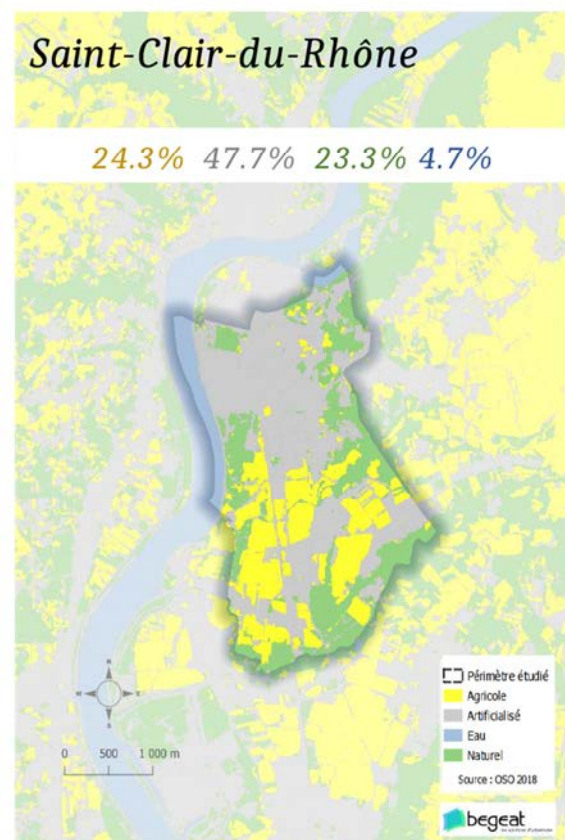 Saint-Clair-du-Rhône
24.3% 47.7% 23.3% 4.7%
N
E
S
0 500 1 000 m
Périmètre étudié
Agricole
Artificialisé
Eau
Naturel
Source : OSO 2018
begeat